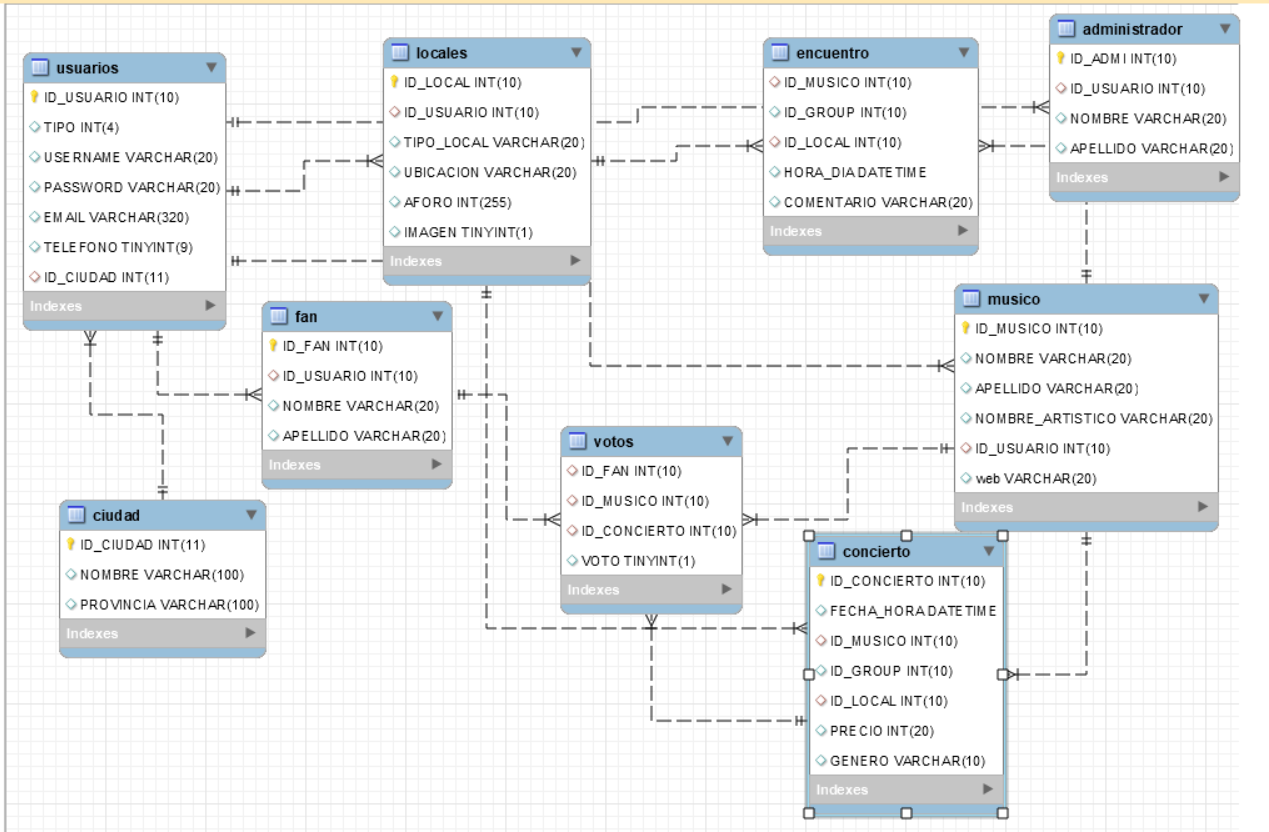 usuarios
ID_USUARIO INT(10)
TIPO INT(4)
USERNAME VARCHAR(20)
PASSWORD VARCHAR(20)
EMAIL VARCHAR(320)
TELEFONO TINYINT(9)
ID_CIUDAD INT(11)
Indexes
locales
ID_LOCAL INT(10)
ID_USUARIO INT(10)
TIPO_LOCAL VARCHAR(20)
UBICACION VARCHAR(20)
AFORO INT(255)
IMAGEN TINYINT(1)
Indexes
encuentro
ID_MUSICO INT(10)
ID_GROUP INT(10)
ID_LOCAL INT(10)
HORA_DIA DATETIME
COMENTARIO VARCHAR(20)
Indexes
administrador
ID_ADMI INT(10)
ID_USUARIO INT(10)
NOMBRE VARCHAR(20)
APELLIDO VARCHAR(20)
Indexes
fan
ID_FAN INT(10)
ID_USUARIO INT(10)
NOMBRE VARCHAR(20)
APELLIDO VARCHAR(20)
Indexes
musico
ID_MUSICO INT(10)
NOMBRE VARCHAR(20)
APELLIDO VARCHAR(20)
NOMBRE_ARTISTICO VARCHAR(20)
ID_USUARIO INT(10)
web VARCHAR(20)
Indexes
votos
ID_FAN INT(10)
ID_MUSICO INT(10)
ID_CONCIERTO INT(10)
VOTO TINYINT(1)
Indexes
ciudad
ID_CIUDAD INT(11)
NOMBRE VARCHAR(100)
PROVINCIA VARCHAR(100)
Indexes
concierto
ID_CONCIERTO INT(10)
FECHA_HORA DATETIME
ID_MUSICO INT(10)
ID_GROUP INT(10)
ID_LOCAL INT(10)
PRECIO INT(20)
GENERO VARCHAR(10)
Indexes